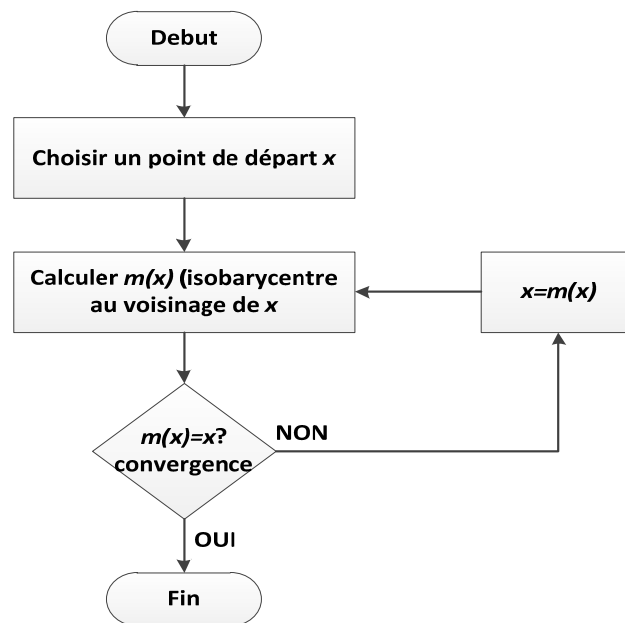 Debut
Choisir un point de départ x
Calculer m(x) (isobarycentre
au voisinage de x
x=m(x)
m(x)=x?
convergence
NON
OUI
Fin